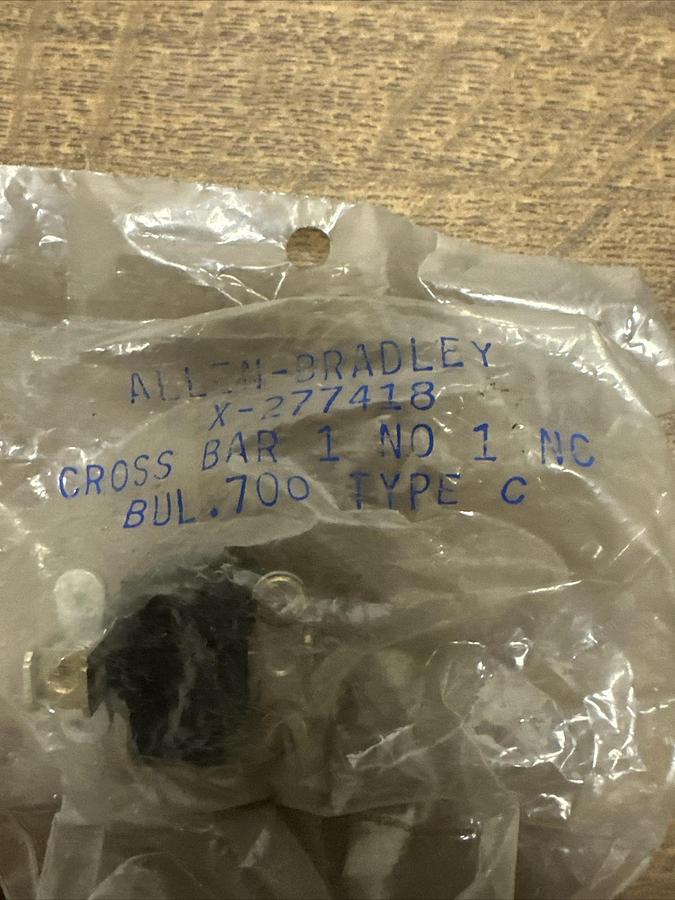 ALLEN-BRADLEY
X-277418
CROSS BAR 1 NO 1 NC
BUL.700 TYPE C